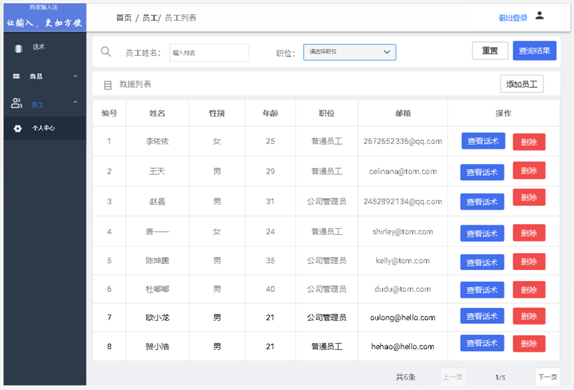 商家输入法
让输入，更加方便
首页 / 员工/ 员工列表
退出登录
话术
商品
员工
个人中心
员工姓名： 输入姓名 职位： 请选择职位 重置 查询结果
数据列表 添加员工
编号 姓名 性别 年龄 职位 邮箱 操作
1 李依依 女 25 普通员工 2672652336@qq.com 查看话术 删除
2 王天 男 29 普通员工 celinana@tom.com 查看话术 删除
3 赵晨 男 31 公司管理员 2452892134@qq.com 查看话术 删除
4 唐一一 女 24 普通员工 shirley@tom.com 查看话术 删除
5 陈坤鹏 男 35 公司管理员 kelly@tom.com 查看话术 删除
6 杜嘟嘟 男 40 公司管理员 dudu@tom.com 查看话术 删除
7 欧小龙 男 21 公司管理员 oulong@hello.com 查看话术 删除
8 贺小浩 男 21 普通员工 hehao@hello.com 查看话术 删除
共6条 上一页 1/5 下一页